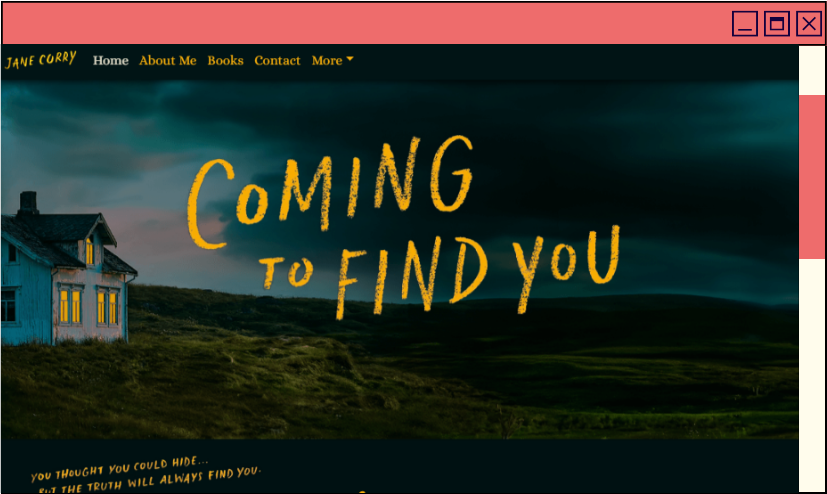 JANE CORRY Home About Me Books Contact More
COMING
TO FIND YOU
YOU THOUGHT YOU COULD HIDE...
BUT THE TRUTH WILL ALWAYS FIND YOU.